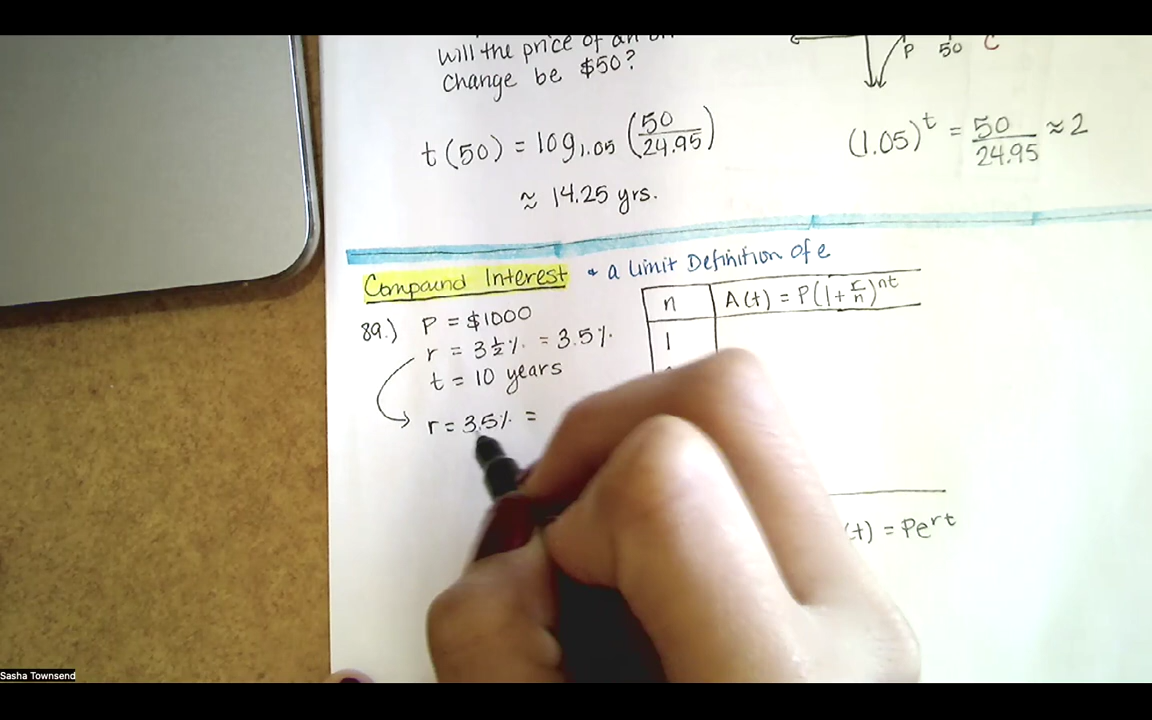 will the price of an
change be $50?
P 50 C
t(50) = log1.05 (50/24.95)
(1.05)^t = 50/24.95 ≈ 2
≈ 14.25 yrs.
Compound Interest + a limit Definition of e
89.) P = $1000
r = 3 1/2 % = 3.5%
t = 10 years
r = 3.5% =
n A(t) = P(1 + r/n)^nt
1
(t) = Pe^rt
Sasha Townsend